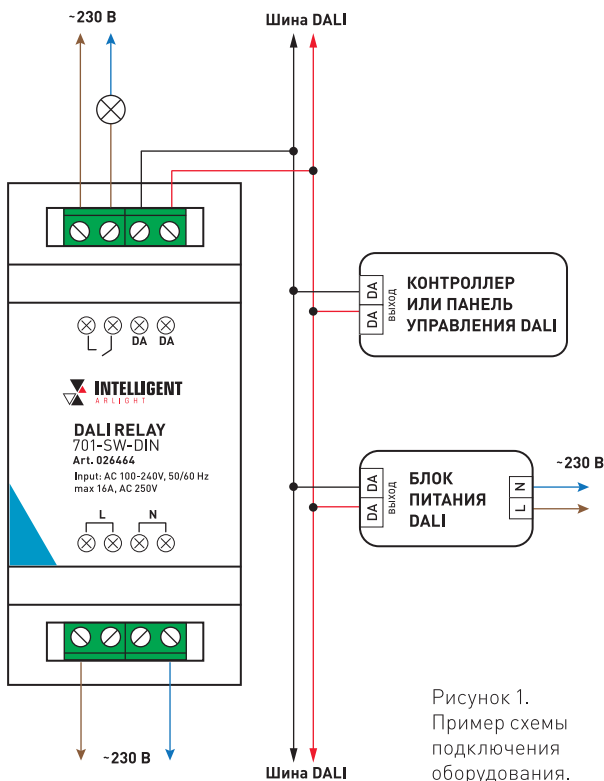 ~230 В
Шина DALI
DA DA
INTELLIGENT
ARLIGHT
DALI RELAY
701-SW-DIN
Art. 026464
Input: AC 100-240V, 50/60 Hz
max 16A, AC 250V
L N
~230 В
DA
DA
ВЫХОД
КОНТРОЛЛЕР
ИЛИ ПАНЕЛЬ
УПРАВЛЕНИЯ DALI
DA
DA
ВЫХОД
БЛОК
ПИТАНИЯ
DALI
N
L
~230 В
Шина DALI
Рисунок 1.
Пример схемы
подключения
оборудования.